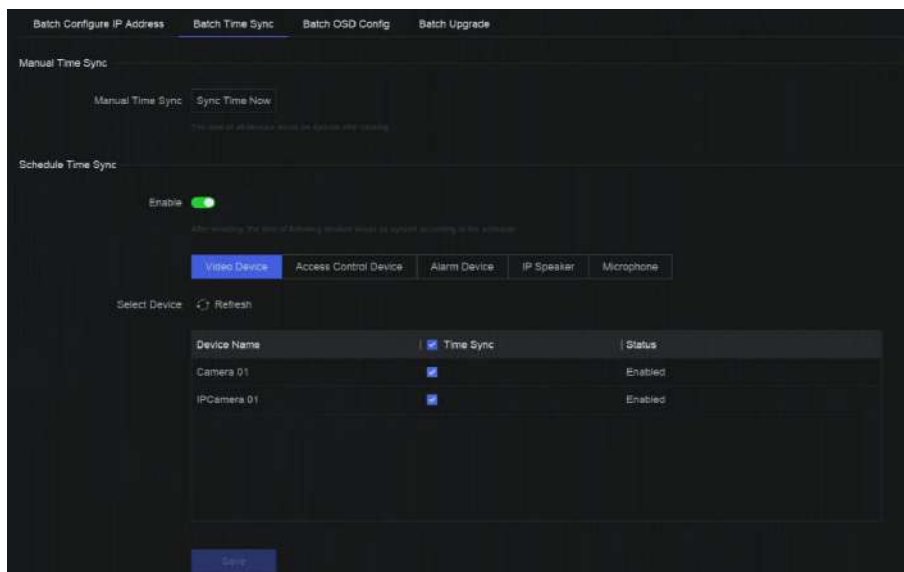 Batch Configure IP Address Batch Time Sync Batch OSD Config Batch Upgrade
Manual Time Sync
Manual Time Sync Sync Time Now
Schedule Time Sync
Enable
Video Device Access Control Device Alarm Device IP Speaker Microphone
Select Device Refresh
Device Name Time Sync Status
Camera 01 Enabled
IPCamera 01 Enabled
Save